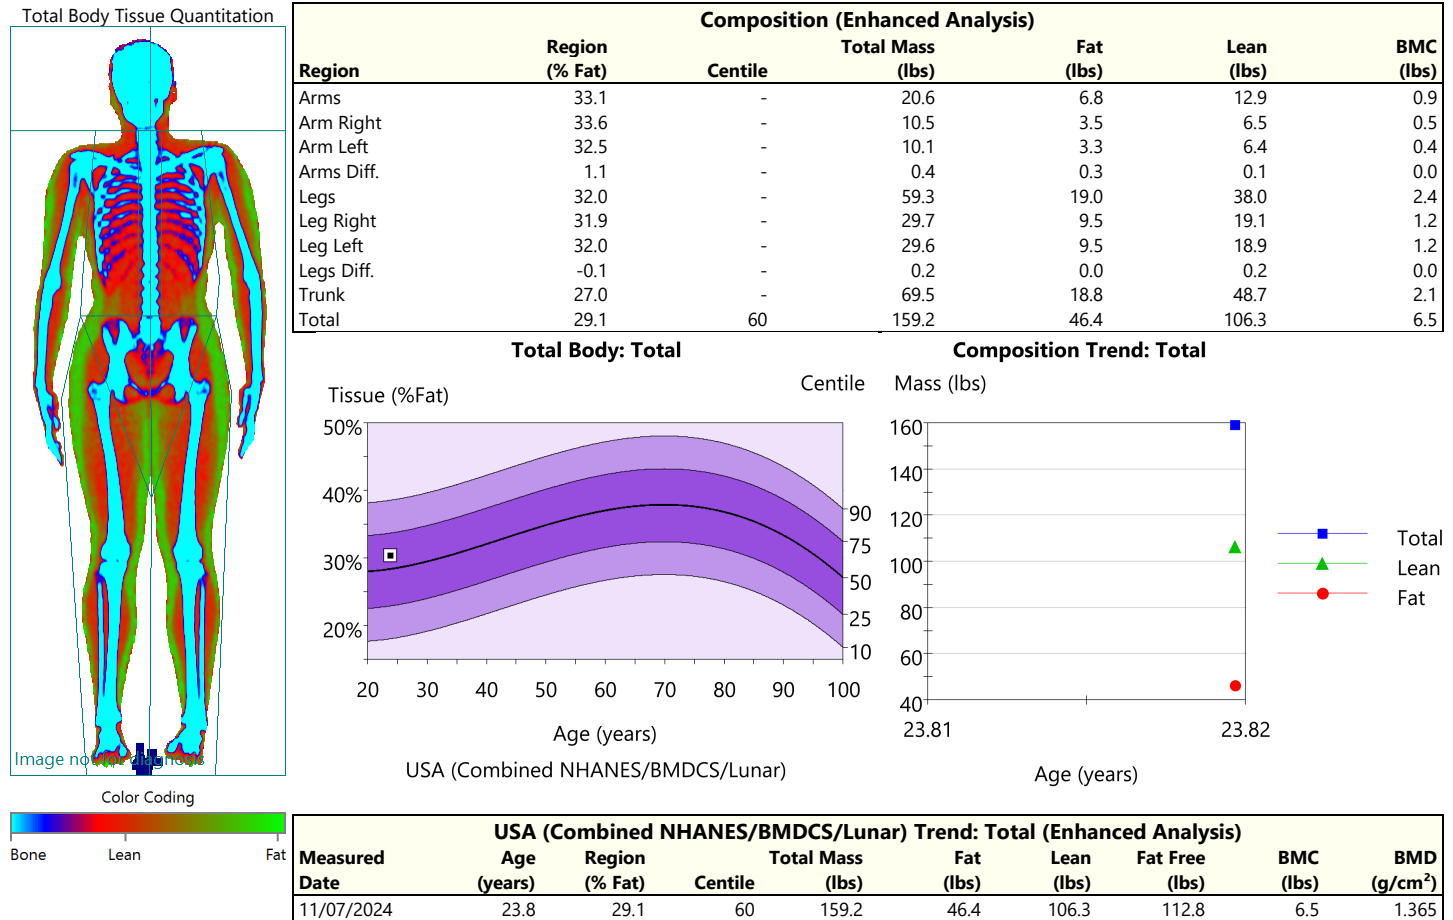 Total Body Tissue Quantitation
Image not diagnosis
Color Coding
Bone Lean Fat
Composition (Enhanced Analysis)
Region Total Mass Fat Lean BMC
Region (% Fat) Centile (lbs) (lbs) (lbs) (lbs)
Arms 33.1 - 20.6 6.8 12.9 0.9
Arm Right 33.6 - 10.5 3.5 6.5 0.5
Arm Left 32.5 - 10.1 3.3 6.4 0.4
Arms Diff. 1.1 - 0.4 0.3 0.1 0.0
Legs 32.0 - 59.3 19.0 38.0 2.4
Leg Right 31.9 - 29.7 9.5 19.1 1.2
Leg Left 32.0 - 29.6 9.5 18.9 1.2
Legs Diff. -0.1 - 0.2 0.0 0.2 0.0
Trunk 27.0 - 69.5 18.8 48.7 2.1
Total 29.1 60 159.2 46.4 106.3 6.5
Total Body: Total
Tissue (%Fat) Centile
50%
40%
30%
20%
90
75
50
25
10
20 30 40 50 60 70 80 90 100
Age (years)
USA (Combined NHANES/BMDCS/Lunar)
Composition Trend: Total
Mass (lbs)
160
140
120
100
80
60
40
23.81 23.82
Age (years)
Total
Lean
Fat
USA (Combined NHANES/BMDCS/Lunar) Trend: Total (Enhanced Analysis)
Measured Age Region Total Mass Fat Lean Fat Free BMC BMD
Date (years) (% Fat) Centile (lbs) (lbs) (lbs) (lbs) (lbs) (g/cm²)
11/07/2024 23.8 29.1 60 159.2 46.4 106.3 112.8 6.5 1.365